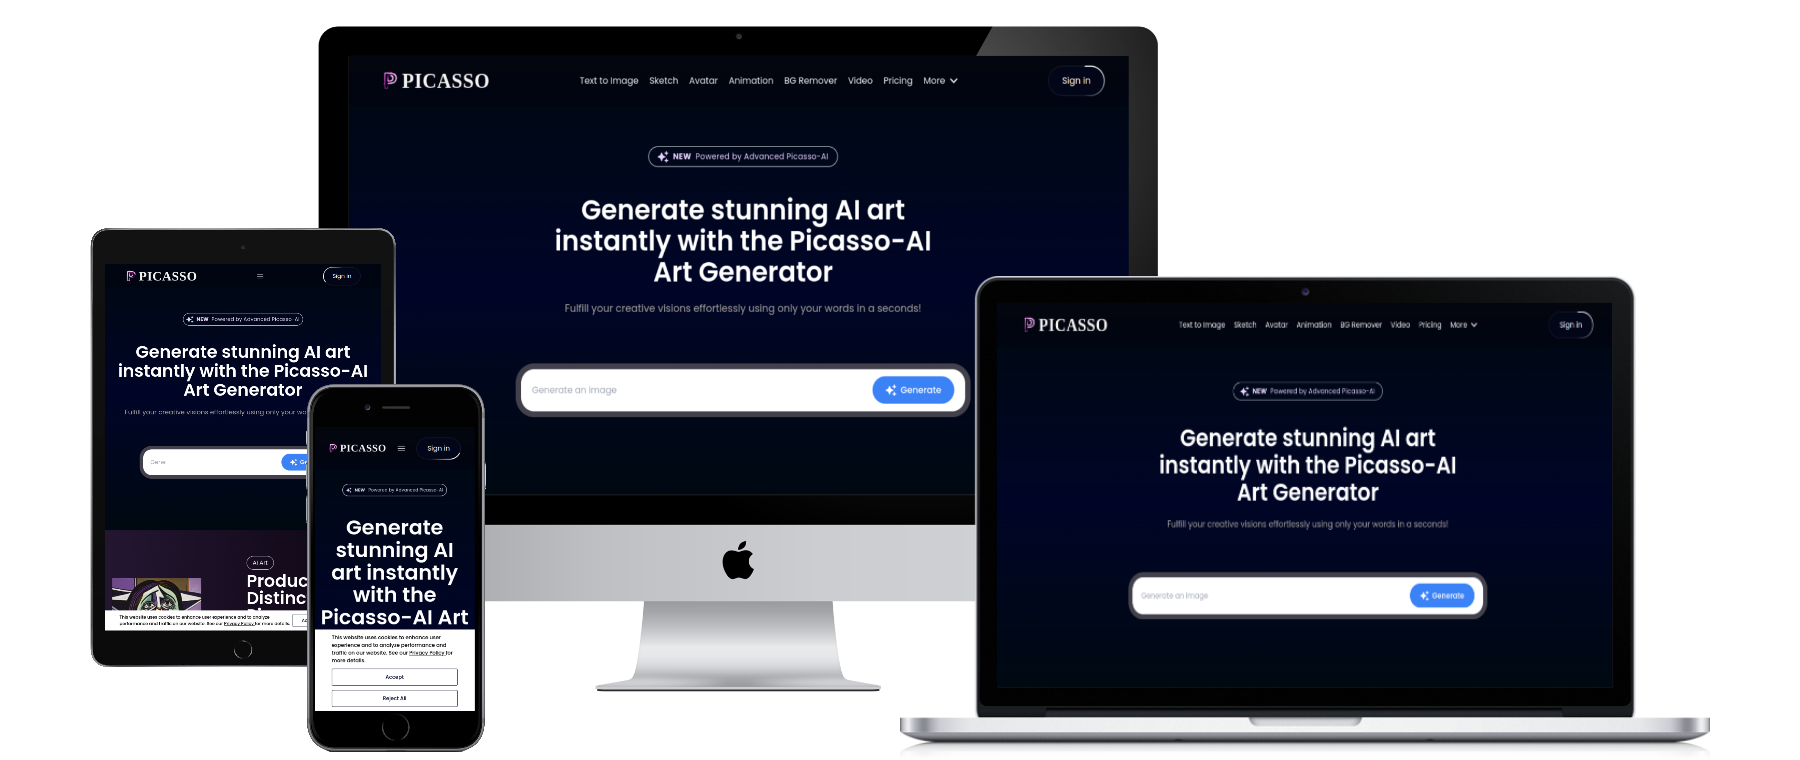 PICASSO
Text to Image Sketch Avatar Animation BG Remover Video Pricing More
Sign in
NEW Powered by Advanced Picasso-AI
Generate stunning AI art
instantly with the Picasso-AI
Art Generator
Fulfill your creative visions effortlessly using only your words in a seconds!
Generate an image
Generate
PICASSO
Sign in
NEW Powered by Advanced Picasso-AI
Generate stunning AI art
instantly with the Picasso-AI
Art Generator
Fulfill your creative visions effortlessly using only your
Gene
AI Art
Produc
Distinc
This website uses cookies to enhance user experience and to analyze
performance and traffic on our website. See our Privacy Policy for more details.
PICASSO
Sign in
NEW Powered by Advanced Picasso-AI
Generate
stunning AI
art instantly
with the
Picasso-AI Art
This website uses cookies to enhance user
experience and to analyze performance and
traffic on our website. See our Privacy Policy for
more details.
Accept
Reject All
PICASSO
Text to Image Sketch Avatar Animation BG Remover Video Pricing More
Sign in
NEW Powered by Advanced Picasso-AI
Generate stunning AI art
instantly with the Picasso-AI
Art Generator
Fulfill your creative visions effortlessly using only your words in a seconds!
Generate an image
Generate